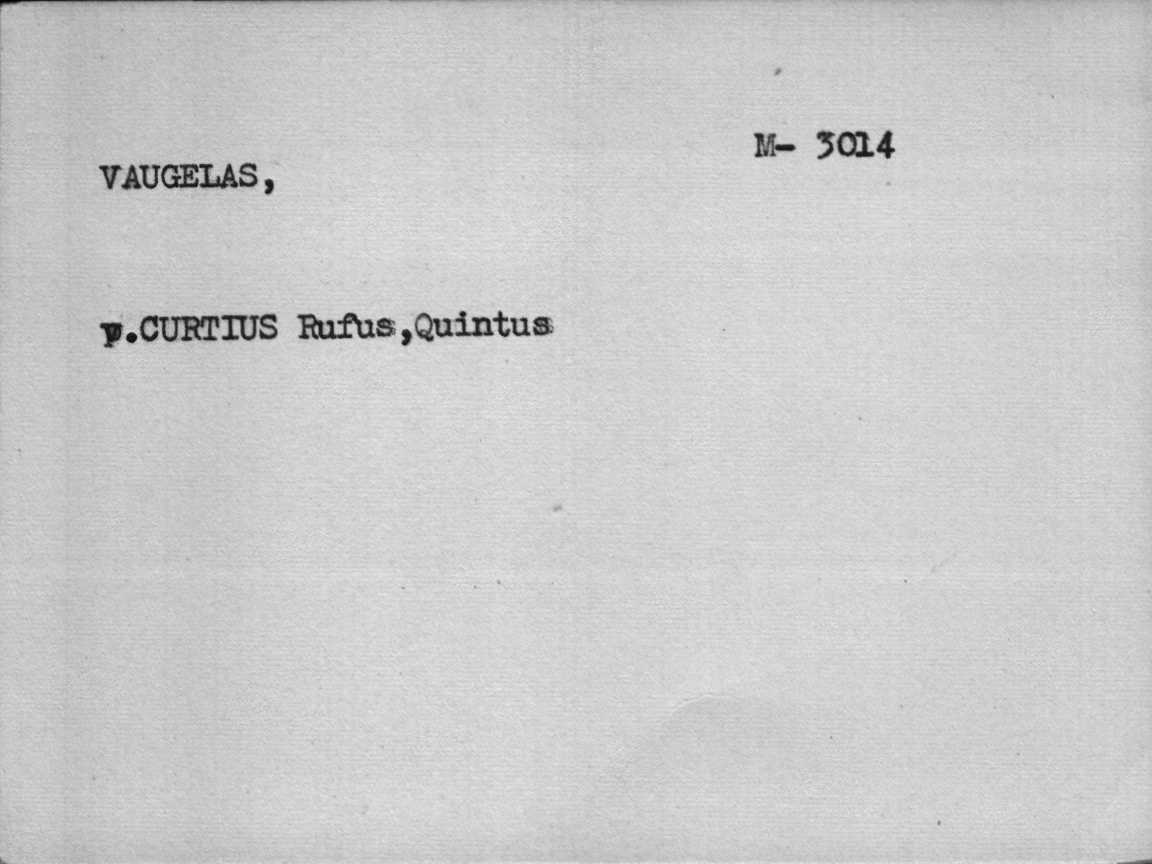 M- 3014
VAUGELAS,
v.CURTIUS Rufus,Quintus